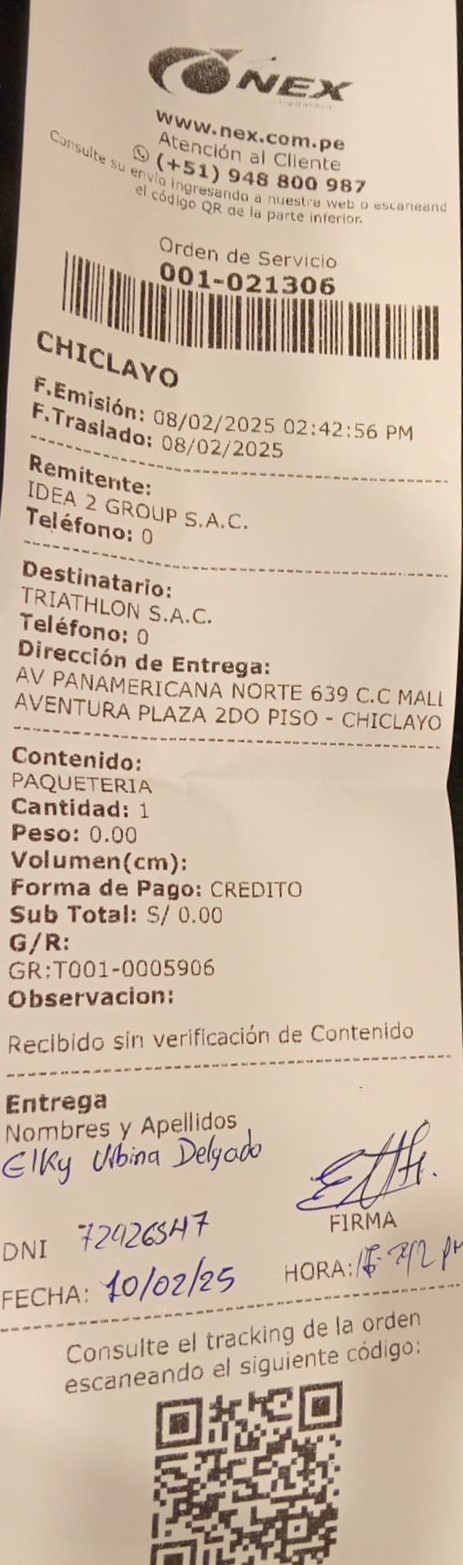 NEX
www.nex.com.pe
Atención al Cliente
(+51) 948 800 987
Consulte su envío ingresando a nuestra web o escaneand
el código QR de la parte inferior.
Orden de Servicio
001-021306
CHICLAYO
F.Emisión: 08/02/2025 02:42:56 PM
F.Traslado: 08/02/2025
Remitente:
IDEA 2 GROUP S.A.C.
Teléfono: 0
Destinatario:
TRIATHLON S.A.C.
Teléfono: 0
Dirección de Entrega:
AV PANAMERICANA NORTE 639 C.C MALL
AVENTURA PLAZA 2DO PISO - CHICLAYO
Contenido:
PAQUETERIA
Cantidad: 1
Peso: 0.00
Volumen(cm):
Forma de Pago: CREDITO
Sub Total: S/ 0.00
G/R:
GR:T001-0005906
Observacion:
Recibido sin verificación de Contenido
Entrega
Nombres y Apellidos
Elky Urbina Delgado
FIRMA
DNI
FECHA: 10/02/25 HORA:
Consulte el tracking de la orden
escaneando el siguiente código: